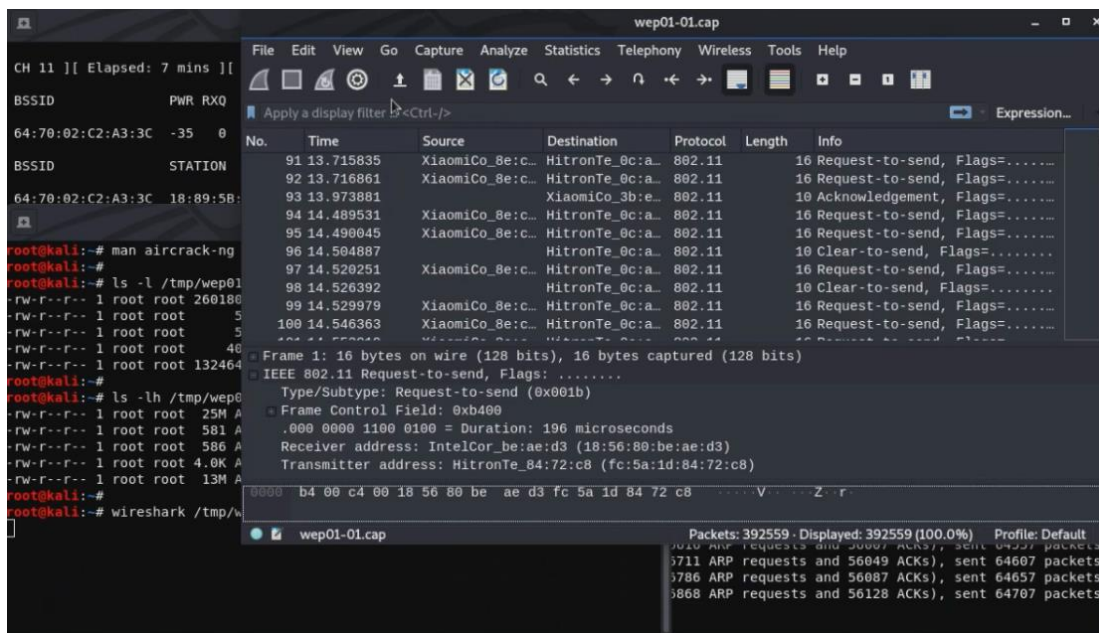 wep01-01.cap
CH 11 ][ Elapsed: 7 mins ][
BSSID PWR RXQ
64:70:02:C2:A3:3C -35 0
BSSID STATION
64:70:02:C2:A3:3C 18:89:5B:
root@kali:~# man aircrack-ng
root@kali:~#
root@kali:~# ls -l /tmp/wep01
-rw-r--r-- 1 root root 260180
-rw-r--r-- 1 root root 5
-rw-r--r-- 1 root root 5
-rw-r--r-- 1 root root 40
-rw-r--r-- 1 root root 132464
root@kali:~#
root@kali:~# ls -lh /tmp/wep0
-rw-r--r-- 1 root root 25M A
-rw-r--r-- 1 root root 581 A
-rw-r--r-- 1 root root 586 A
-rw-r--r-- 1 root root 4.0K A
-rw-r--r-- 1 root root 13M A
root@kali:~#
root@kali:~# wireshark /tmp/w
File Edit View Go Capture Analyze Statistics Telephony Wireless Tools Help
Apply a display filter <Ctrl-/> Expression...
No. Time Source Destination Protocol Length Info
91 13.715835 XiaomiCo_8e:c… HitronTe_0c:a… 802.11 16 Request-to-send, Flags=.....…
92 13.716861 XiaomiCo_8e:c… HitronTe_0c:a… 802.11 16 Request-to-send, Flags=.....…
93 13.973881 XiaomiCo_3b:e… 802.11 10 Acknowledgement, Flags=.....…
94 14.489531 XiaomiCo_8e:c… HitronTe_0c:a… 802.11 16 Request-to-send, Flags=.....…
95 14.490045 XiaomiCo_8e:c… HitronTe_0c:a… 802.11 16 Request-to-send, Flags=.....…
96 14.504887 HitronTe_0c:a… 802.11 10 Clear-to-send, Flags=........
97 14.520251 XiaomiCo_8e:c… HitronTe_0c:a… 802.11 16 Request-to-send, Flags=.....…
98 14.526392 HitronTe_0c:a… 802.11 10 Clear-to-send, Flags=........
99 14.529979 XiaomiCo_8e:c… HitronTe_0c:a… 802.11 16 Request-to-send, Flags=.....…
100 14.546363 XiaomiCo_8e:c… HitronTe_0c:a… 802.11 16 Request-to-send, Flags=.....…
Frame 1: 16 bytes on wire (128 bits), 16 bytes captured (128 bits)
IEEE 802.11 Request-to-send, Flags: ........
Type/Subtype: Request-to-send (0x001b)
Frame Control Field: 0xb400
.000 0000 1100 0100 = Duration: 196 microseconds
Receiver address: IntelCor_be:ae:d3 (18:56:80:be:ae:d3)
Transmitter address: HitronTe_84:72:c8 (fc:5a:1d:84:72:c8)
0000 b4 00 c4 00 18 56 80 be ae d3 fc 5a 1d 84 72 c8 ·····V·· ···Z··r·
wep01-01.cap Packets: 392559 · Displayed: 392559 (100.0%) Profile: Default
ARP requests and ACKs), sent packets
5711 ARP requests and 56049 ACKs), sent 64607 packets
5786 ARP requests and 56087 ACKs), sent 64657 packets
5868 ARP requests and 56128 ACKs), sent 64707 packets